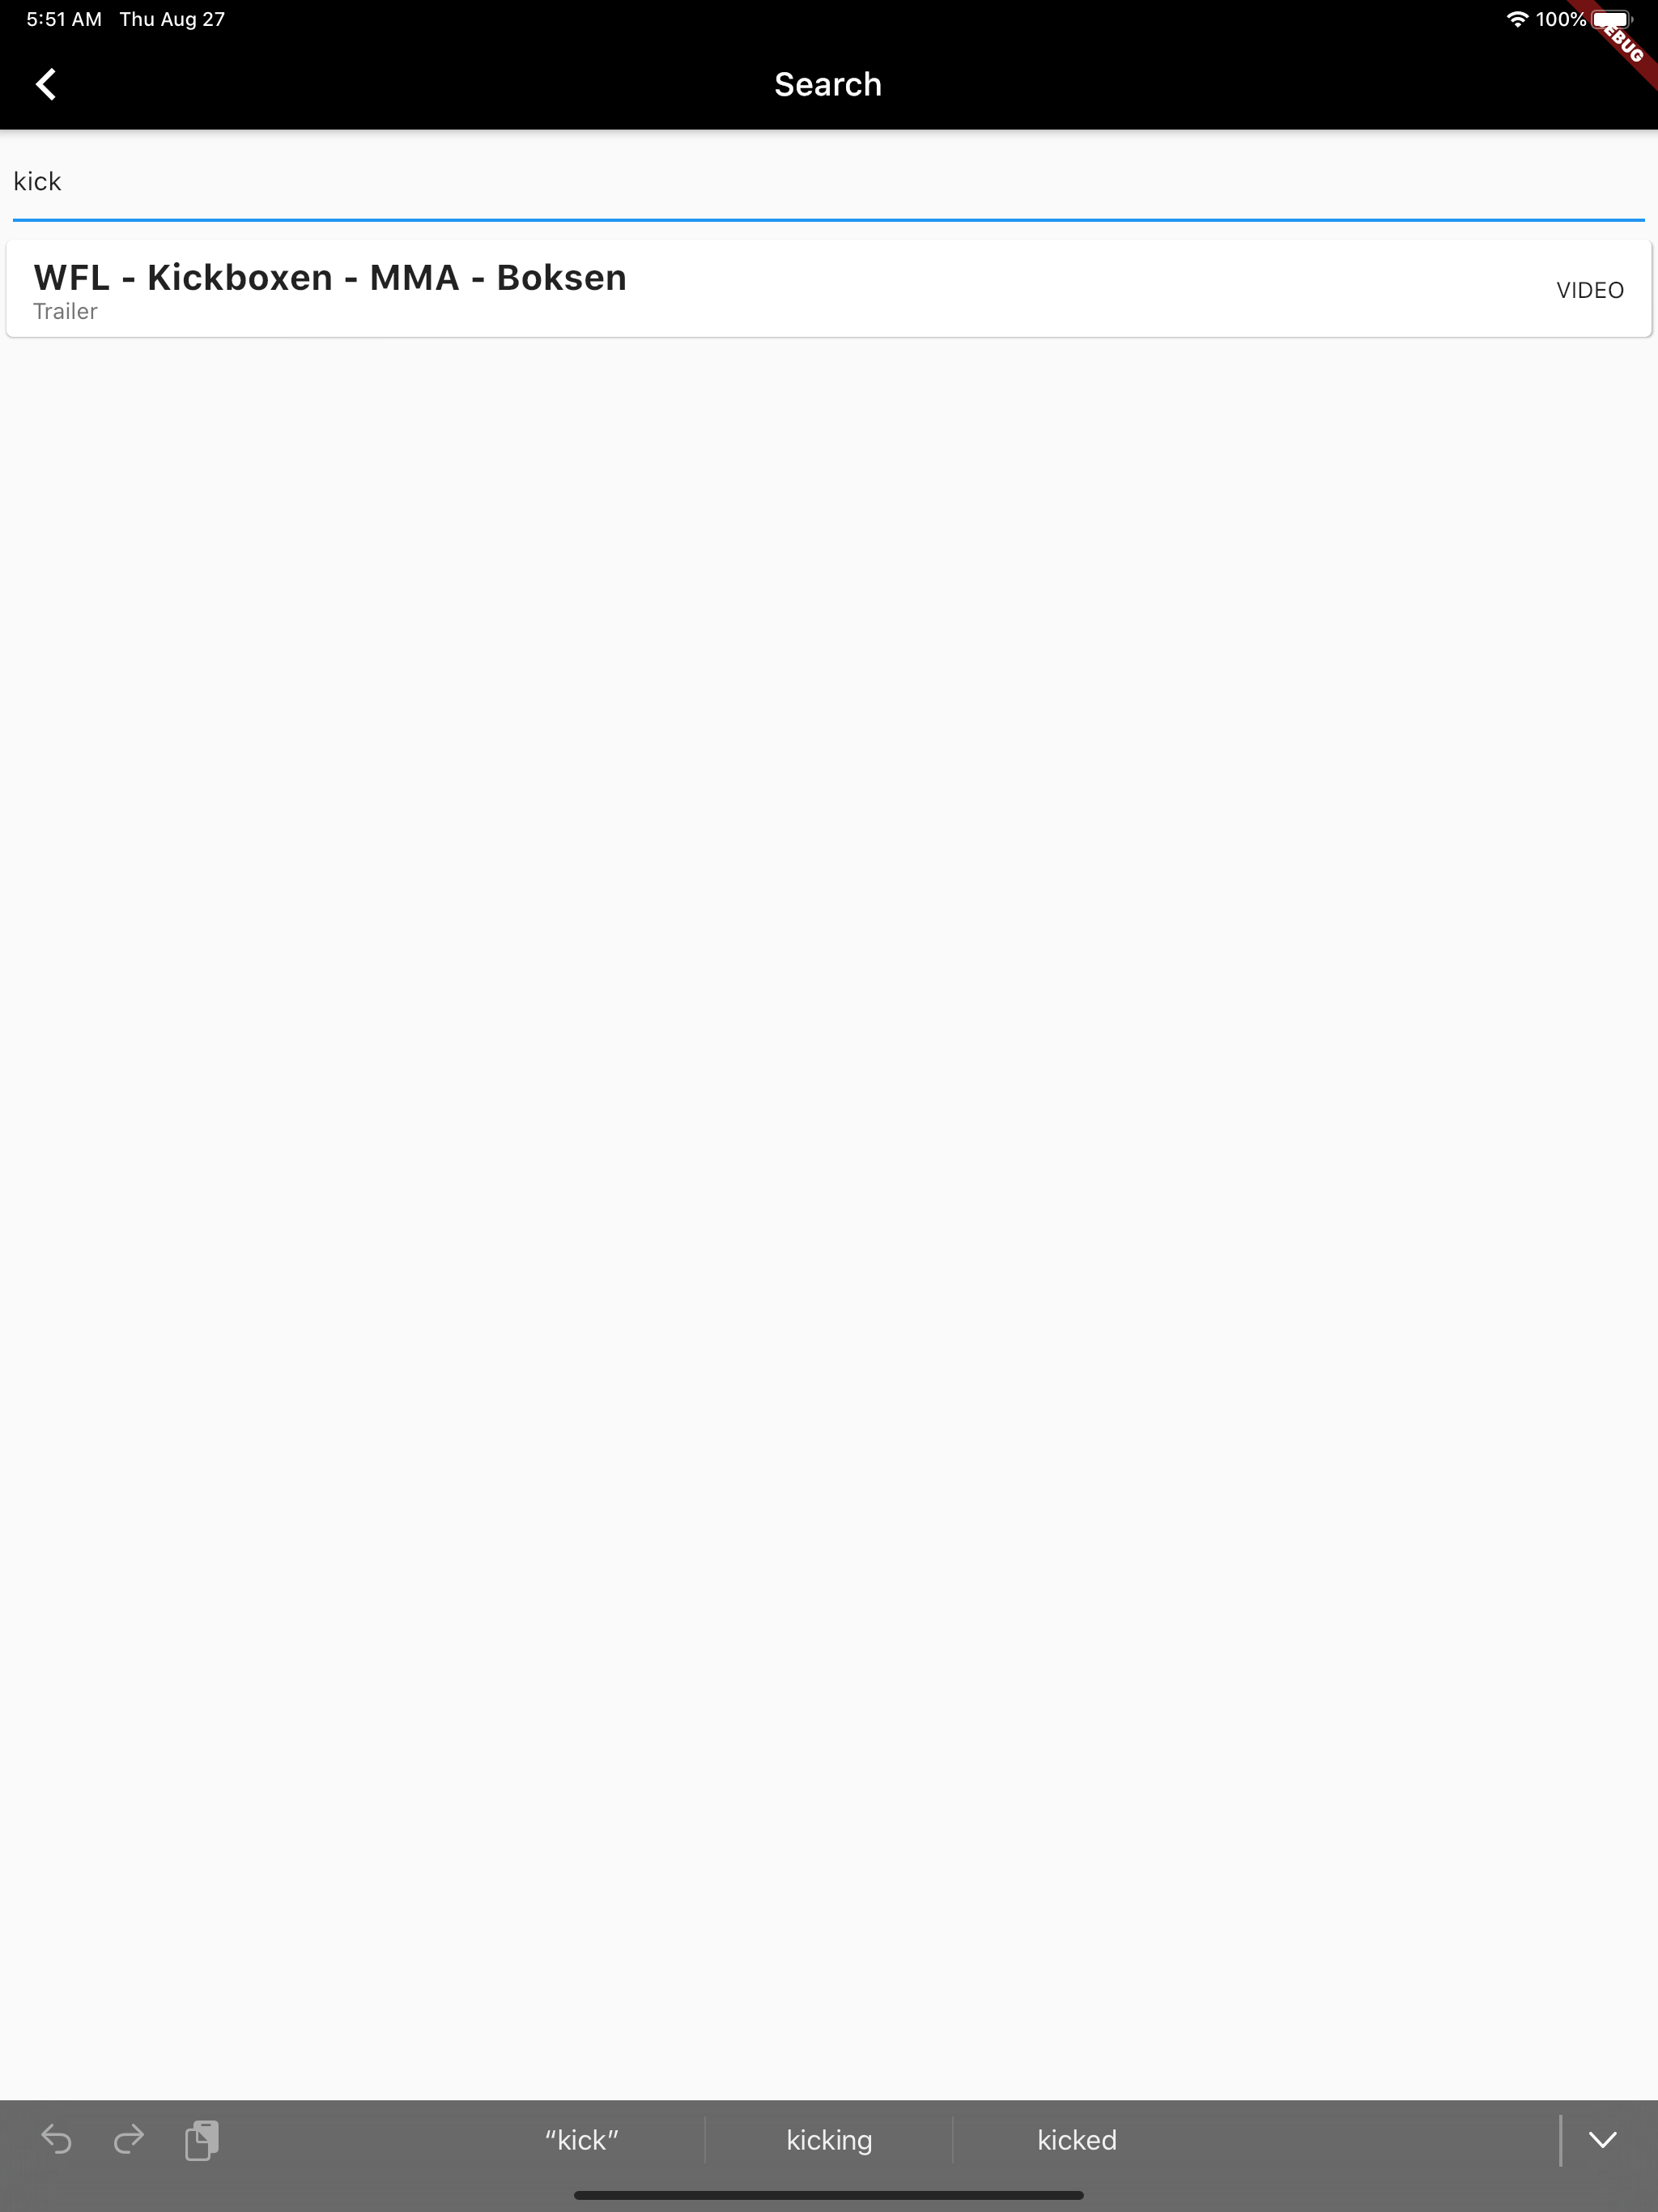 5:51 AM Thu Aug 27
100%
EBUG
Search
kick
WFL - Kickboxen - MMA - Boksen
Trailer
VIDEO
“kick”
kicking
kicked